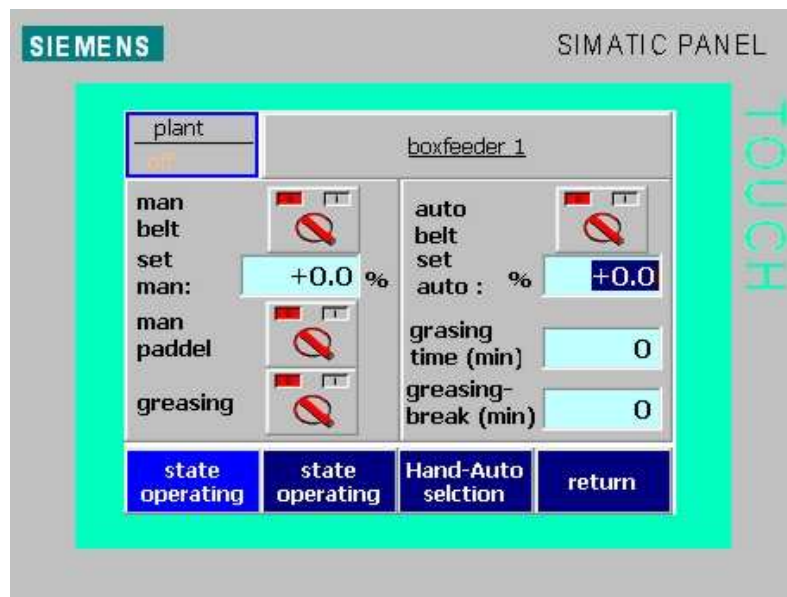 SIEMENS
SIMATIC PANEL
TOUCH
plant
off
boxfeeder 1
man
belt
set
man:
+0.0 %
man
paddel
greasing
auto
belt
set
auto : % +0.0
grasing
time (min)
0
greasing-
break (min)
0
state
operating
state
operating
Hand-Auto
selction
return